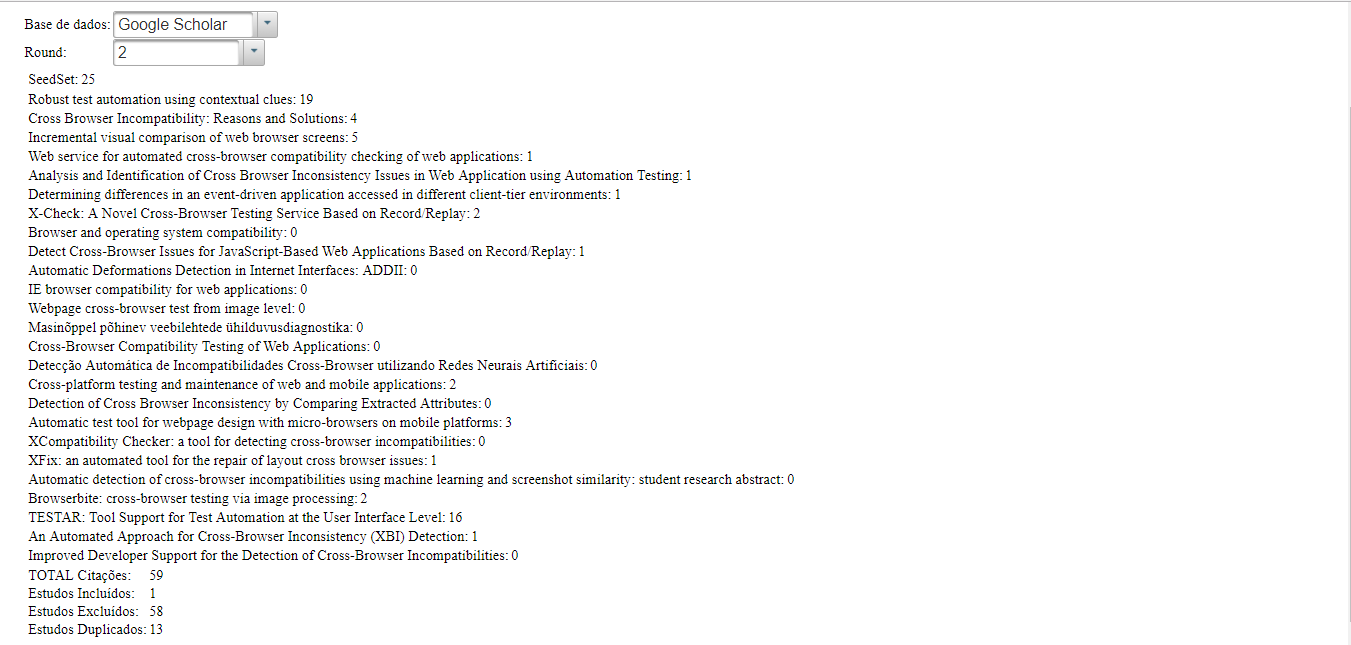 Base de dados: Google Scholar
Round: 2
SeedSet: 25
Robust test automation using contextual clues: 19
Cross Browser Incompatibility: Reasons and Solutions: 4
Incremental visual comparison of web browser screens: 5
Web service for automated cross-browser compatibility checking of web applications: 1
Analysis and Identification of Cross Browser Inconsistency Issues in Web Application using Automation Testing: 1
Determining differences in an event-driven application accessed in different client-tier environments: 1
X-Check: A Novel Cross-Browser Testing Service Based on Record/Replay: 2
Browser and operating system compatibility: 0
Detect Cross-Browser Issues for JavaScript-Based Web Applications Based on Record/Replay: 1
Automatic Deformations Detection in Internet Interfaces: ADDII: 0
IE browser compatibility for web applications: 0
Webpage cross-browser test from image level: 0
Masinõppel põhinev veebilehtede ühilduvusdiagnostika: 0
Cross-Browser Compatibility Testing of Web Applications: 0
Detecção Automática de Incompatibilidades Cross-Browser utilizando Redes Neurais Artificiais: 0
Cross-platform testing and maintenance of web and mobile applications: 2
Detection of Cross Browser Inconsistency by Comparing Extracted Attributes: 0
Automatic test tool for webpage design with micro-browsers on mobile platforms: 3
XCompatibility Checker: a tool for detecting cross-browser incompatibilities: 0
XFix: an automated tool for the repair of layout cross browser issues: 1
Automatic detection of cross-browser incompatibilities using machine learning and screenshot similarity: student research abstract: 0
Browserbite: cross-browser testing via image processing: 2
TESTAR: Tool Support for Test Automation at the User Interface Level: 16
An Automated Approach for Cross-Browser Inconsistency (XBI) Detection: 1
Improved Developer Support for the Detection of Cross-Browser Incompatibilities: 0
TOTAL Citações: 59
Estudos Incluídos: 1
Estudos Excluídos: 58
Estudos Duplicados: 13